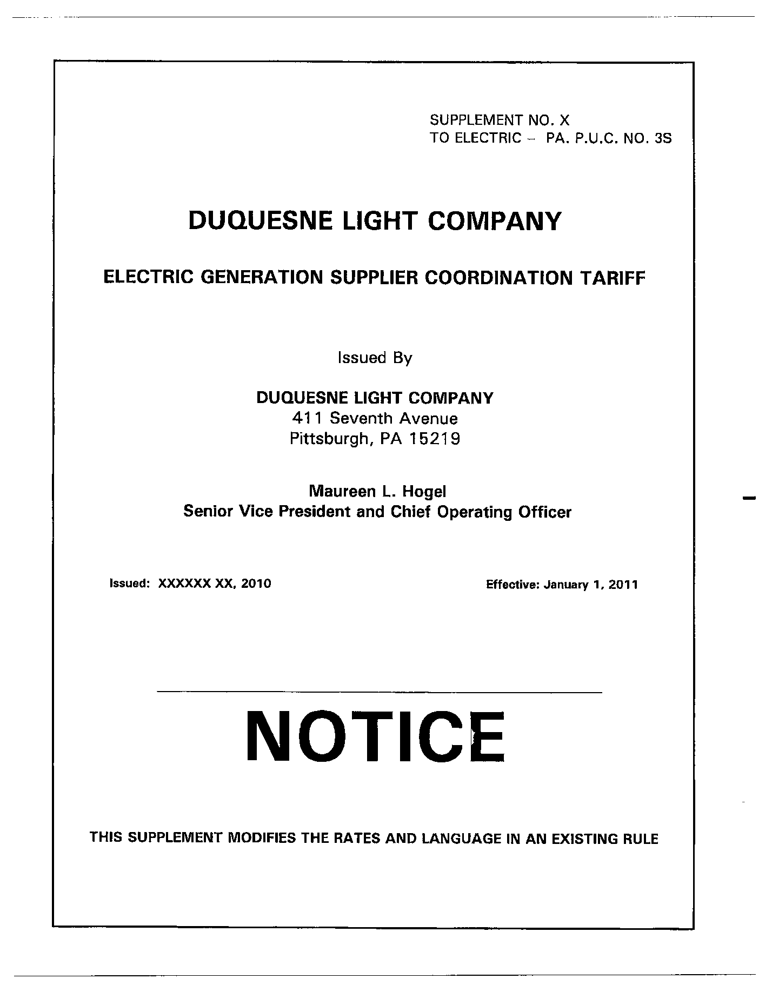 SUPPLEMENT NO. X
TO ELECTRIC – PA. P.U.C. NO. 3S
DUQUESNE LIGHT COMPANY
ELECTRIC GENERATION SUPPLIER COORDINATION TARIFF
Issued By
DUQUESNE LIGHT COMPANY
411 Seventh Avenue
Pittsburgh, PA 15219
Maureen L. Hogel
Senior Vice President and Chief Operating Officer
Issued: XXXXXX XX, 2010 Effective: January 1, 2011
NOTICE
THIS SUPPLEMENT MODIFIES THE RATES AND LANGUAGE IN AN EXISTING RULE